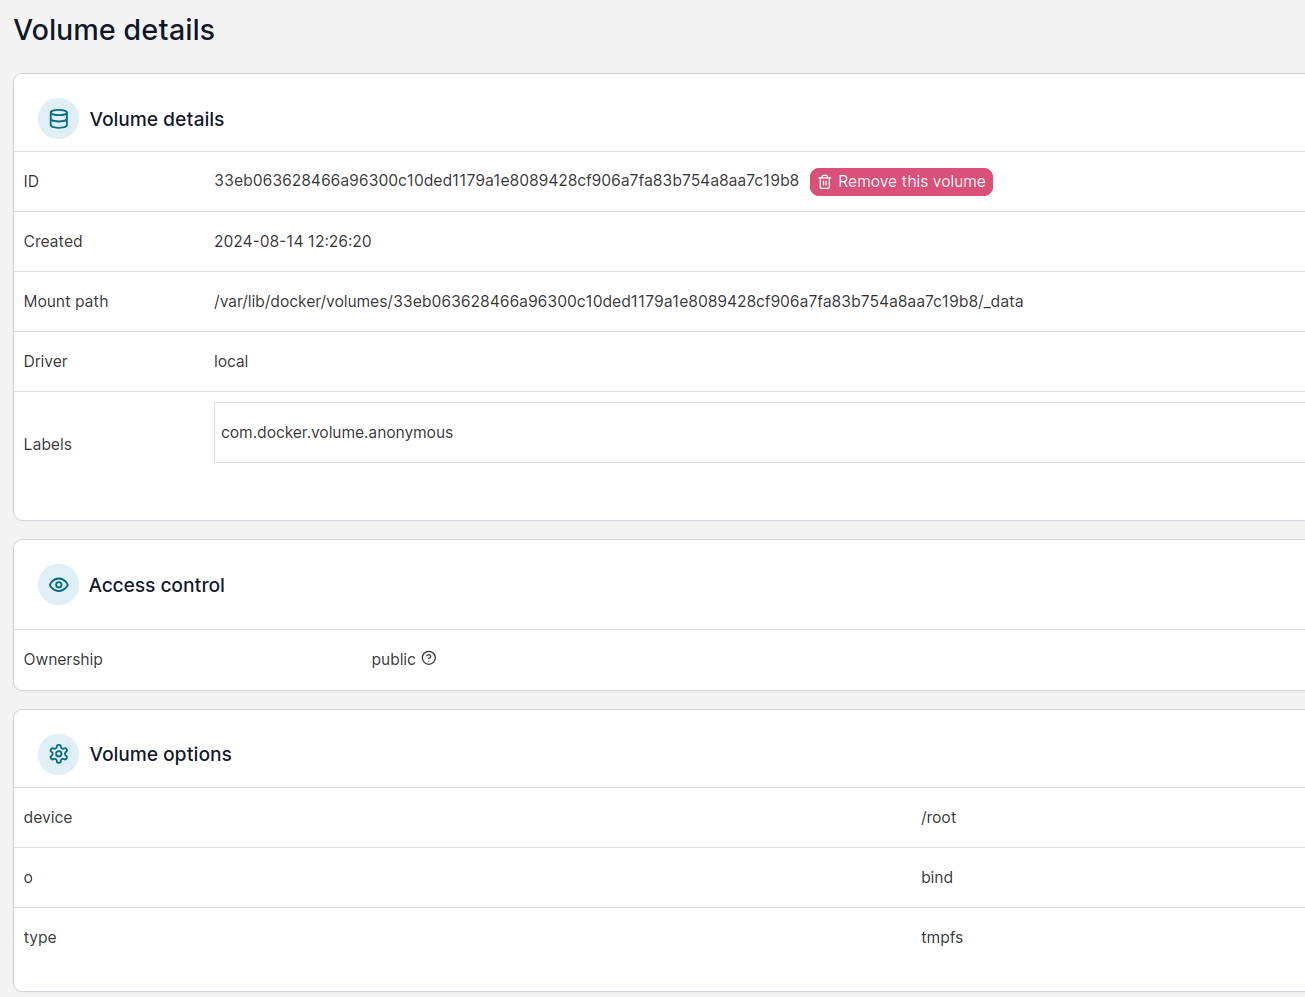 Volume details
Volume details
ID 33eb063628466a96300c10ded1179a1e8089428cf906a7fa83b754a8aa7c19b8 Remove this volume
Created 2024-08-14 12:26:20
Mount path /var/lib/docker/volumes/33eb063628466a96300c10ded1179a1e8089428cf906a7fa83b754a8aa7c19b8/_data
Driver local
Labels com.docker.volume.anonymous
Access control
Ownership public
Volume options
device /root
o bind
type tmpfs